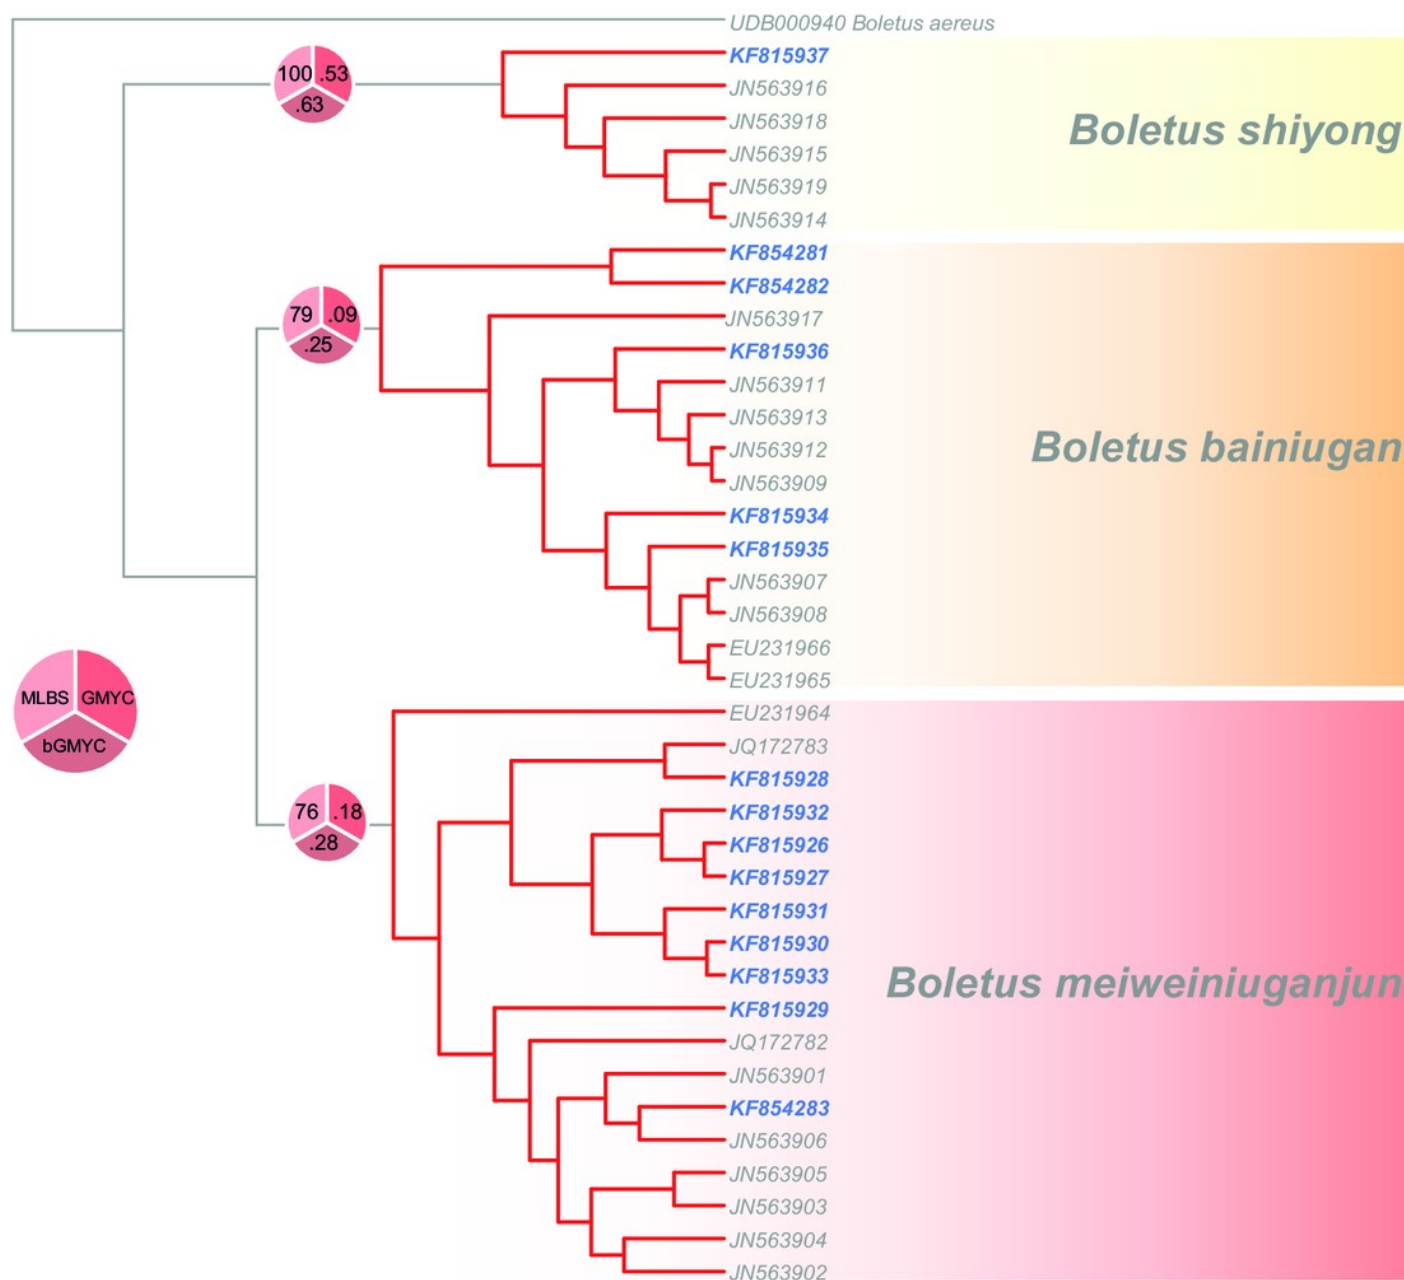 UDB000940 Boletus aereus
KF815937
100 .53
.63
JN563916
JN563918
JN563915
JN563919
JN563914
Boletus shiyong
KF854281
KF854282
79 .09
.25
JN563917
KF815936
JN563911
JN563913
JN563912
JN563909
Boletus bainiugan
KF815934
KF815935
JN563907
JN563908
EU231966
EU231965
MLBS GMYC
bGMYC
EU231964
JQ172783
KF815928
76 .18
.28
KF815932
KF815926
KF815927
KF815931
KF815930
KF815933
Boletus meiweiniuganjun
KF815929
JQ172782
JN563901
KF854283
JN563906
JN563905
JN563903
JN563904
JN563902